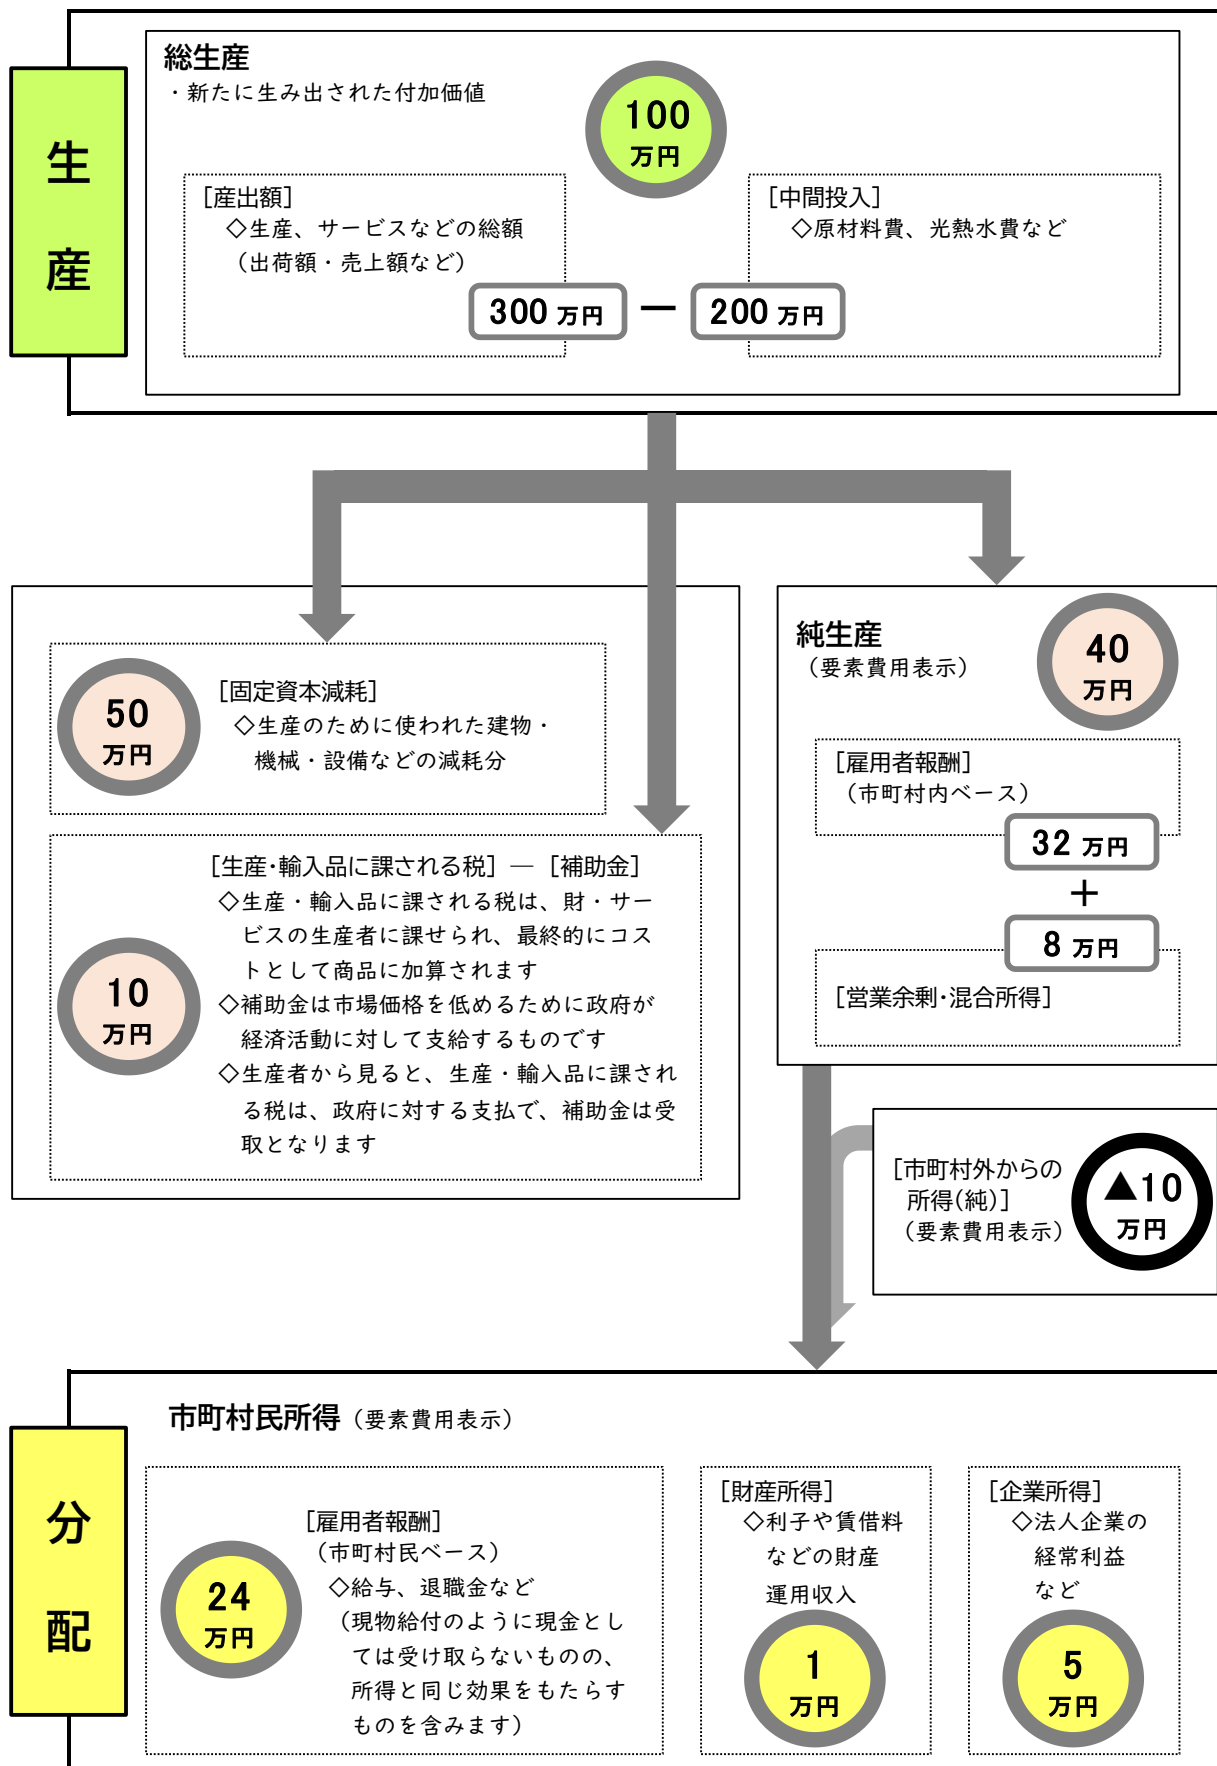 生産
総生産
・新たに生み出された付加価値
100
万円
[産出額]
◇生産、サービスなどの総額
（出荷額・売上額など）
300 万円
－
[中間投入]
◇原材料費、光熱水費など
200 万円
50
万円
[固定資本減耗]
◇生産のために使われた建物・
機械・設備などの減耗分
10
万円
[生産・輸入品に課される税] － [補助金]
◇生産・輸入品に課される税は、財・サー
ビスの生産者に課せられ、最終的にコス
トとして商品に加算されます
◇補助金は市場価格を低めるために政府が
経済活動に対して支給するものです
◇生産者から見ると、生産・輸入品に課され
る税は、政府に対する支払で、補助金は受
取となります
純生産
（要素費用表示）
40
万円
[雇用者報酬]
（市町村内ベース）
32 万円
＋
8 万円
[営業余剰・混合所得]
[市町村外からの
所得(純)]
（要素費用表示）
▲10
万円
分配
市町村民所得（要素費用表示）
24
万円
[雇用者報酬]
（市町村民ベース）
◇給与、退職金など
（現物給付のように現金とし
ては受け取らないものの、
所得と同じ効果をもたらす
ものを含みます）
[財産所得]
◇利子や賃借料
などの財産
運用収入
1
万円
[企業所得]
◇法人企業の
経常利益
など
5
万円